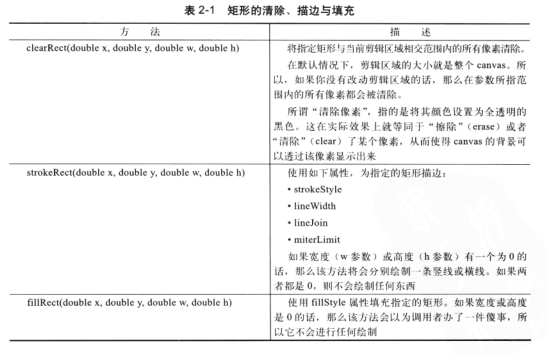 表 2-1 矩形的清除、描边与填充
方 法
描 述
clearRect(double x, double y, double w, double h)
将指定矩形与当前剪辑区域相交范围内的所有像素清除。
在默认情况下，剪辑区域的大小就是整个 canvas。所
以，如果你没有改动剪辑区域的话，那么在参数所指范
围内的所有像素都会被清除。
所谓“清除像素”，指的是将其颜色设置为全透明的
黑色。这在实际效果上就等同于“擦除”（erase）或者
“清除”（clear）了某个像素，从而使得 canvas 的背景可
以透过该像素显示出来
strokeRect(double x, double y, double w, double h)
使用如下属性，为指定的矩形描边：
• strokeStyle
• lineWidth
• lineJoin
• miterLimit
如果宽度（w 参数）或高度（h 参数）有一个为 0 的
话，那么该方法将会分别绘制一条竖线或横线。如果两
者都是 0，则不会绘制任何东西
fillRect(double x, double y, double w, double h)
使用 fillStyle 属性填充指定的矩形。如果宽度或高度
是 0 的话，那么该方法会以为调用者办了一件傻事，所
以它不会进行任何绘制